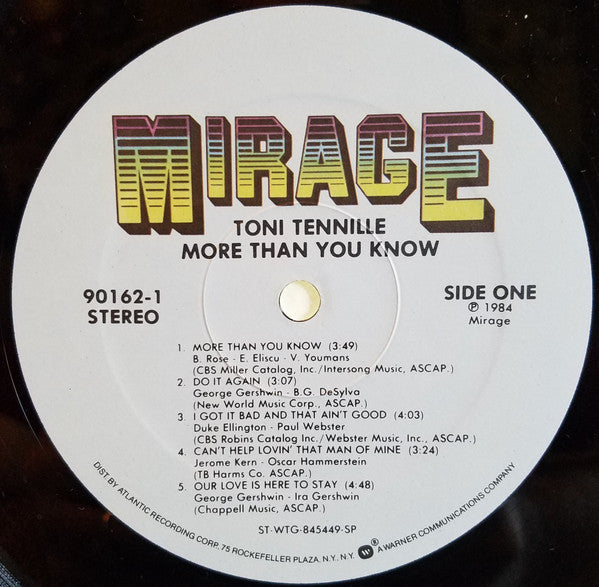 MIRAGE
TONI TENNILLE
MORE THAN YOU KNOW
90162-1
STEREO
SIDE ONE
℗ 1984
Mirage
1. MORE THAN YOU KNOW (3:49)
B. Rose - E. Eliscu - V. Youmans
(CBS Miller Catalog, Inc./Intersong Music, ASCAP.)
2. DO IT AGAIN (3:07)
George Gershwin - B.G. DeSylva
(New World Music Corp., ASCAP.)
3. I GOT IT BAD AND THAT AIN'T GOOD (4:03)
Duke Ellington - Paul Webster
(CBS Robins Catalog Inc./Webster Music, Inc., ASCAP.)
4. CAN'T HELP LOVIN' THAT MAN OF MINE (3:24)
Jerome Kern - Oscar Hammerstein
(TB Harms Co. ASCAP.)
5. OUR LOVE IS HERE TO STAY (4:48)
George Gershwin - Ira Gershwin
(Chappell Music, ASCAP.)
ST-WTG-845449-SP
DIST. BY ATLANTIC RECORDING CORP. 75 ROCKEFELLER PLAZA. N.Y. N.Y. W ® A WARNER COMMUNICATIONS COMPANY